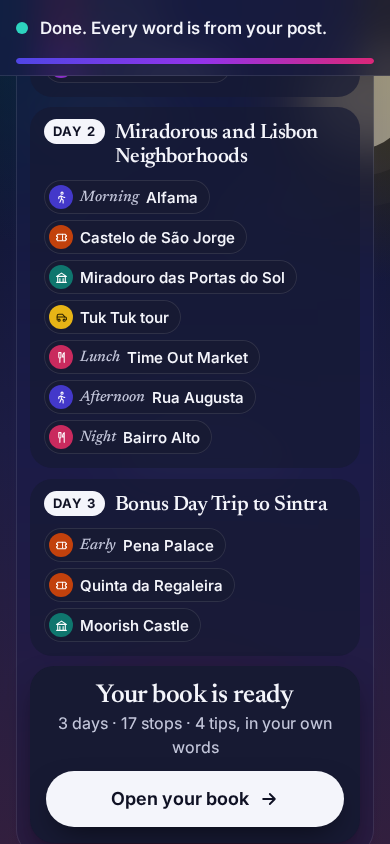 Done. Every word is from your post.
DAY 2 Miradorous and Lisbon
Neighborhoods
Morning Alfama
Castelo de São Jorge
Miradouro das Portas do Sol
Tuk Tuk tour
Lunch Time Out Market
Afternoon Rua Augusta
Night Bairro Alto
DAY 3 Bonus Day Trip to Sintra
Early Pena Palace
Quinta da Regaleira
Moorish Castle
Your book is ready
3 days · 17 stops · 4 tips, in your own
words
Open your book →